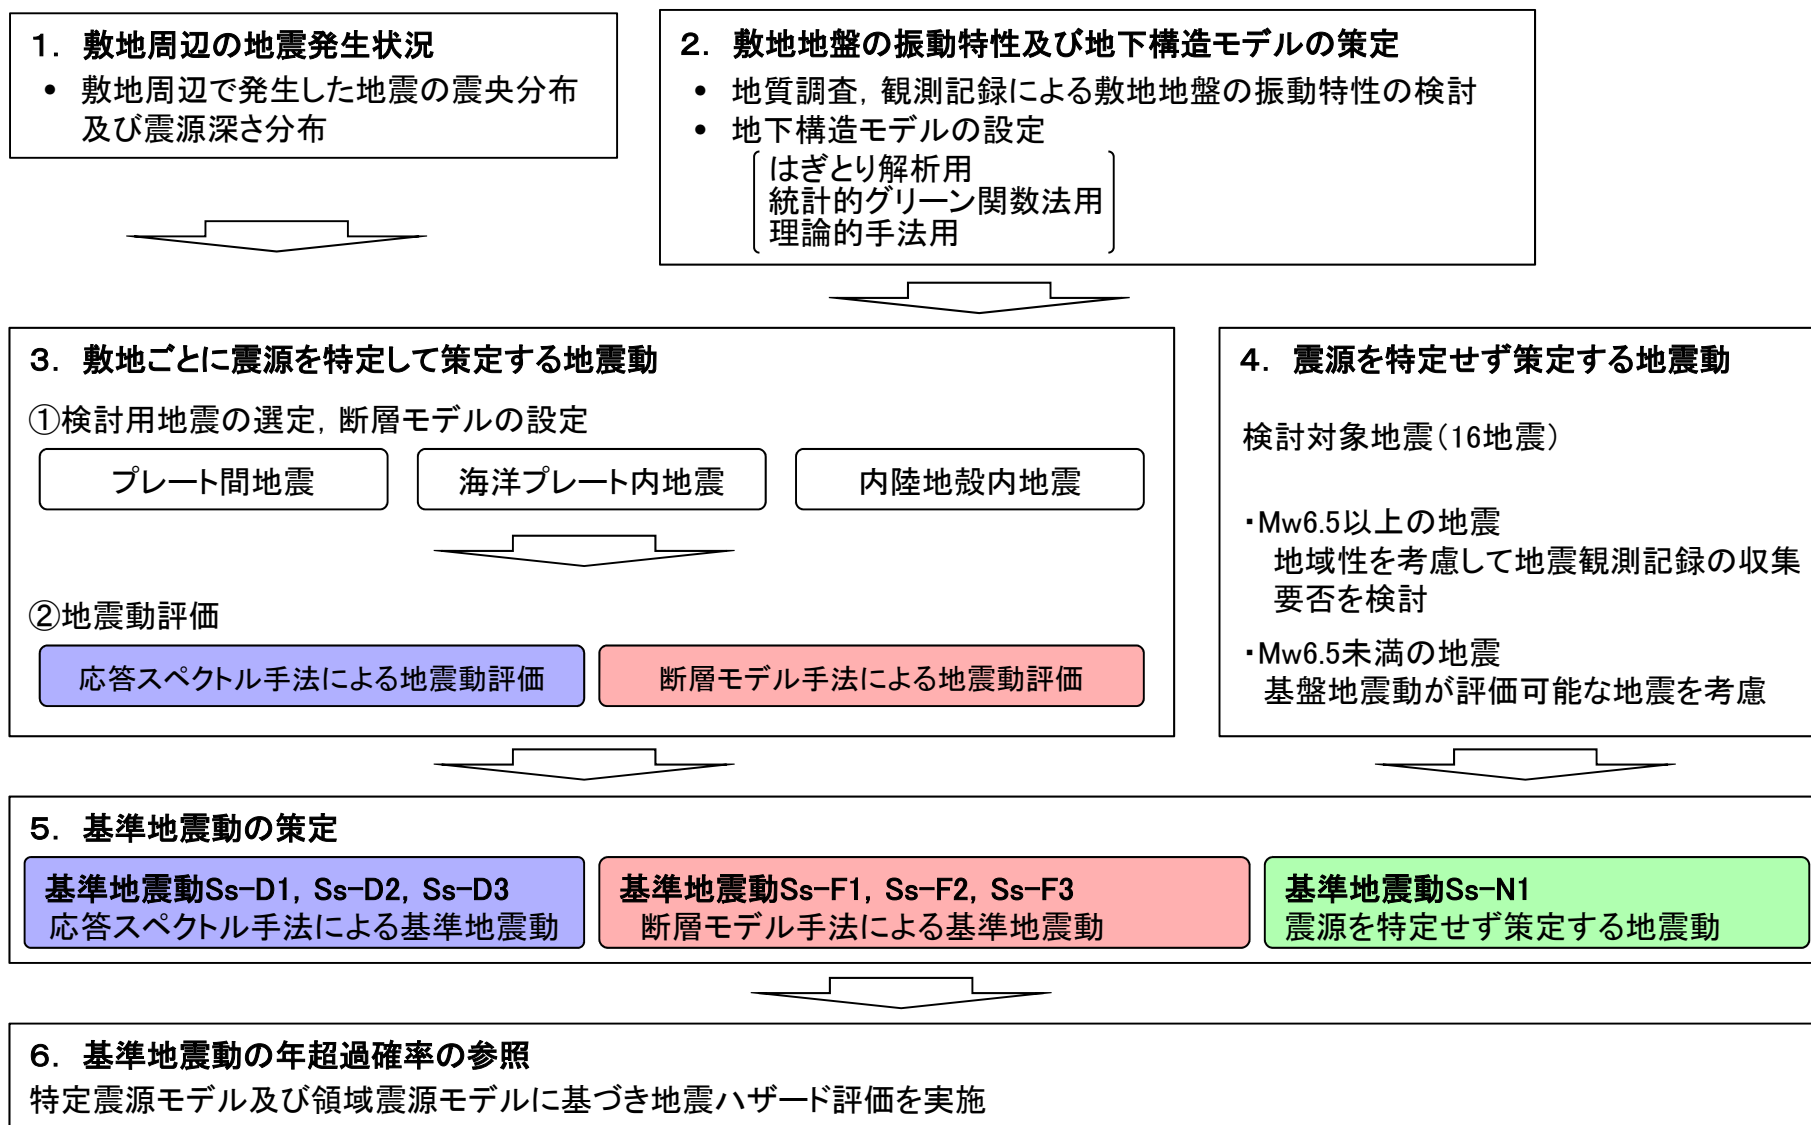 1. 敷地周辺の地震発生状況
• 敷地周辺で発生した地震の震央分布
及び震源深さ分布
2. 敷地地盤の振動特性及び地下構造モデルの策定
• 地質調査,観測記録による敷地地盤の振動特性の検討
• 地下構造モデルの設定
はぎとり解析用
統計的グリーン関数法用
理論的手法用
3. 敷地ごとに震源を特定して策定する地震動
①検討用地震の選定,断層モデルの設定
プレート間地震
海洋プレート内地震
内陸地殻内地震
②地震動評価
応答スペクトル手法による地震動評価
断層モデル手法による地震動評価
4. 震源を特定せず策定する地震動
検討対象地震(16地震)
・Mw6.5以上の地震
地域性を考慮して地震観測記録の収集
要否を検討
・Mw6.5未満の地震
基盤地震動が評価可能な地震を考慮
5. 基準地震動の策定
基準地震動Ss-D1, Ss-D2, Ss-D3
応答スペクトル手法による基準地震動
基準地震動Ss-F1, Ss-F2, Ss-F3
断層モデル手法による基準地震動
基準地震動Ss-N1
震源を特定せず策定する地震動
6. 基準地震動の年超過確率の参照
特定震源モデル及び領域震源モデルに基づき地震ハザード評価を実施